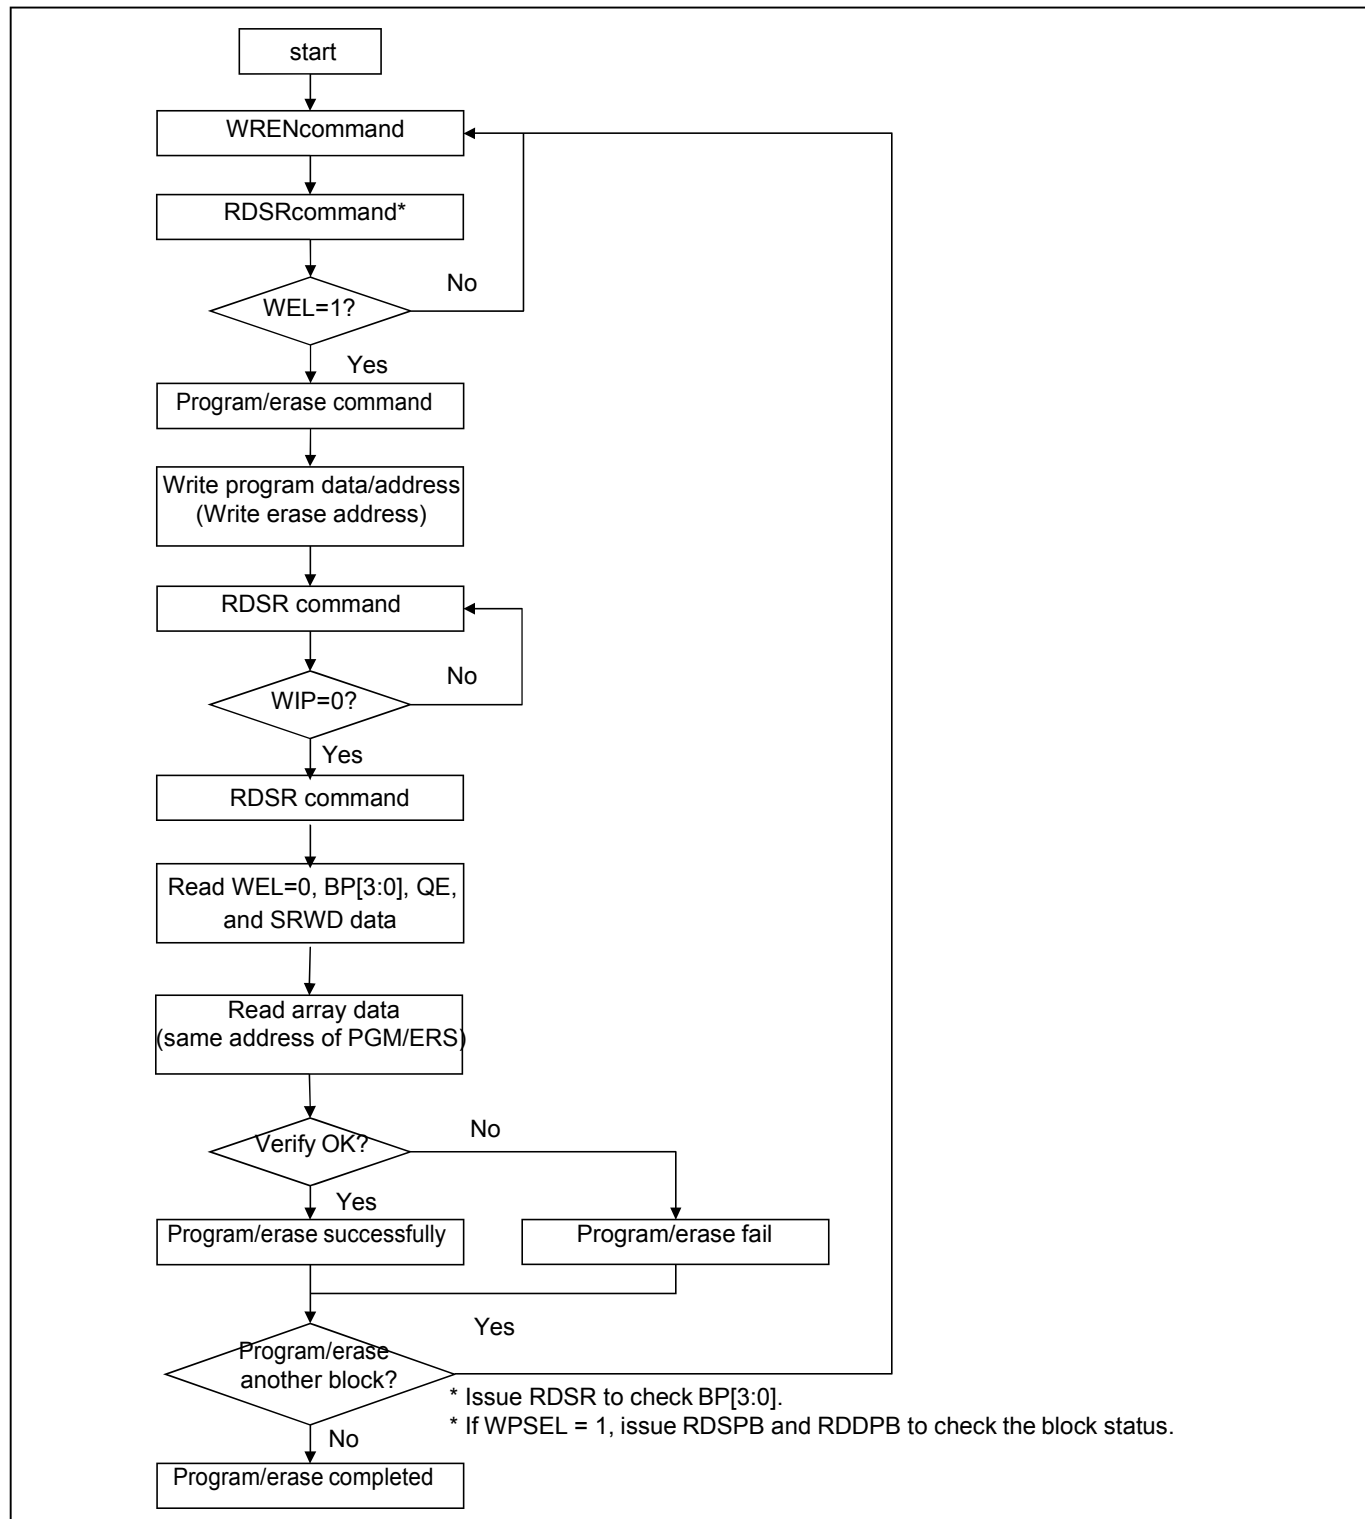 start
WRENcommand
RDSRcommand*
No
WEL=1?
Yes
Program/erase command
Write program data/address
(Write erase address)
RDSR command
No
WIP=0?
Yes
RDSR command
Read WEL=0, BP[3:0], QE,
and SRWD data
Read array data
(same address of PGM/ERS)
No
Verify OK?
Yes
Program/erase successfully
Program/erase fail
Yes
Program/erase
another block?
* Issue RDSR to check BP[3:0].
* If WPSEL = 1, issue RDSPB and RDDPB to check the block status.
No
Program/erase completed